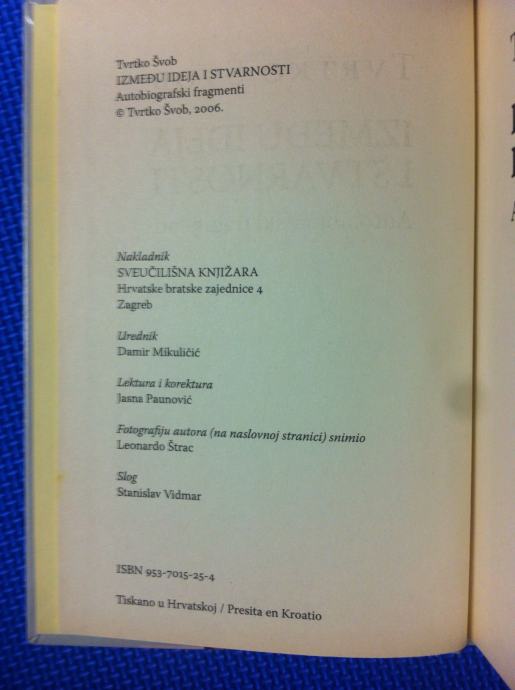 Tvrtko Švob
IZMEĐU IDEJA I STVARNOSTI
Autobiografski fragmenti
© Tvrtko Švob, 2006.
Nakladnik
SVEUČILIŠNA KNJIŽARA
Hrvatske bratske zajednice 4
Zagreb
Urednik
Damir Mikuličić
Lektura i korektura
Jasna Paunović
Fotografiju autora (na naslovnoj stranici) snimio
Leonardo Štrac
Slog
Stanislav Vidmar
ISBN 953-7015-25-4
Tiskano u Hrvatskoj / Presita en Kroatio